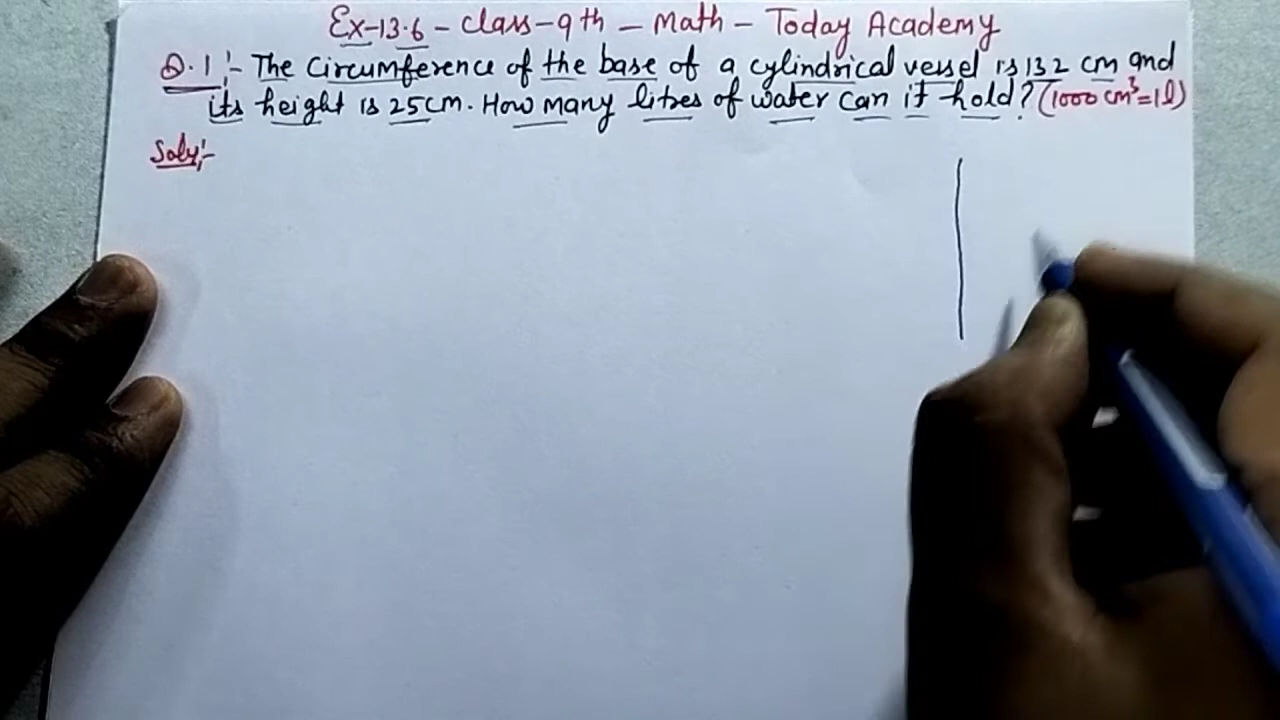 Ex-13.6 - Class-9th - Math - Today Academy
Q.1:- The Circumference of the base of a cylindrical vessel is 132 cm and
its height is 25cm. How many litres of water can it hold? (1000 cm³=1l)
Soln:-